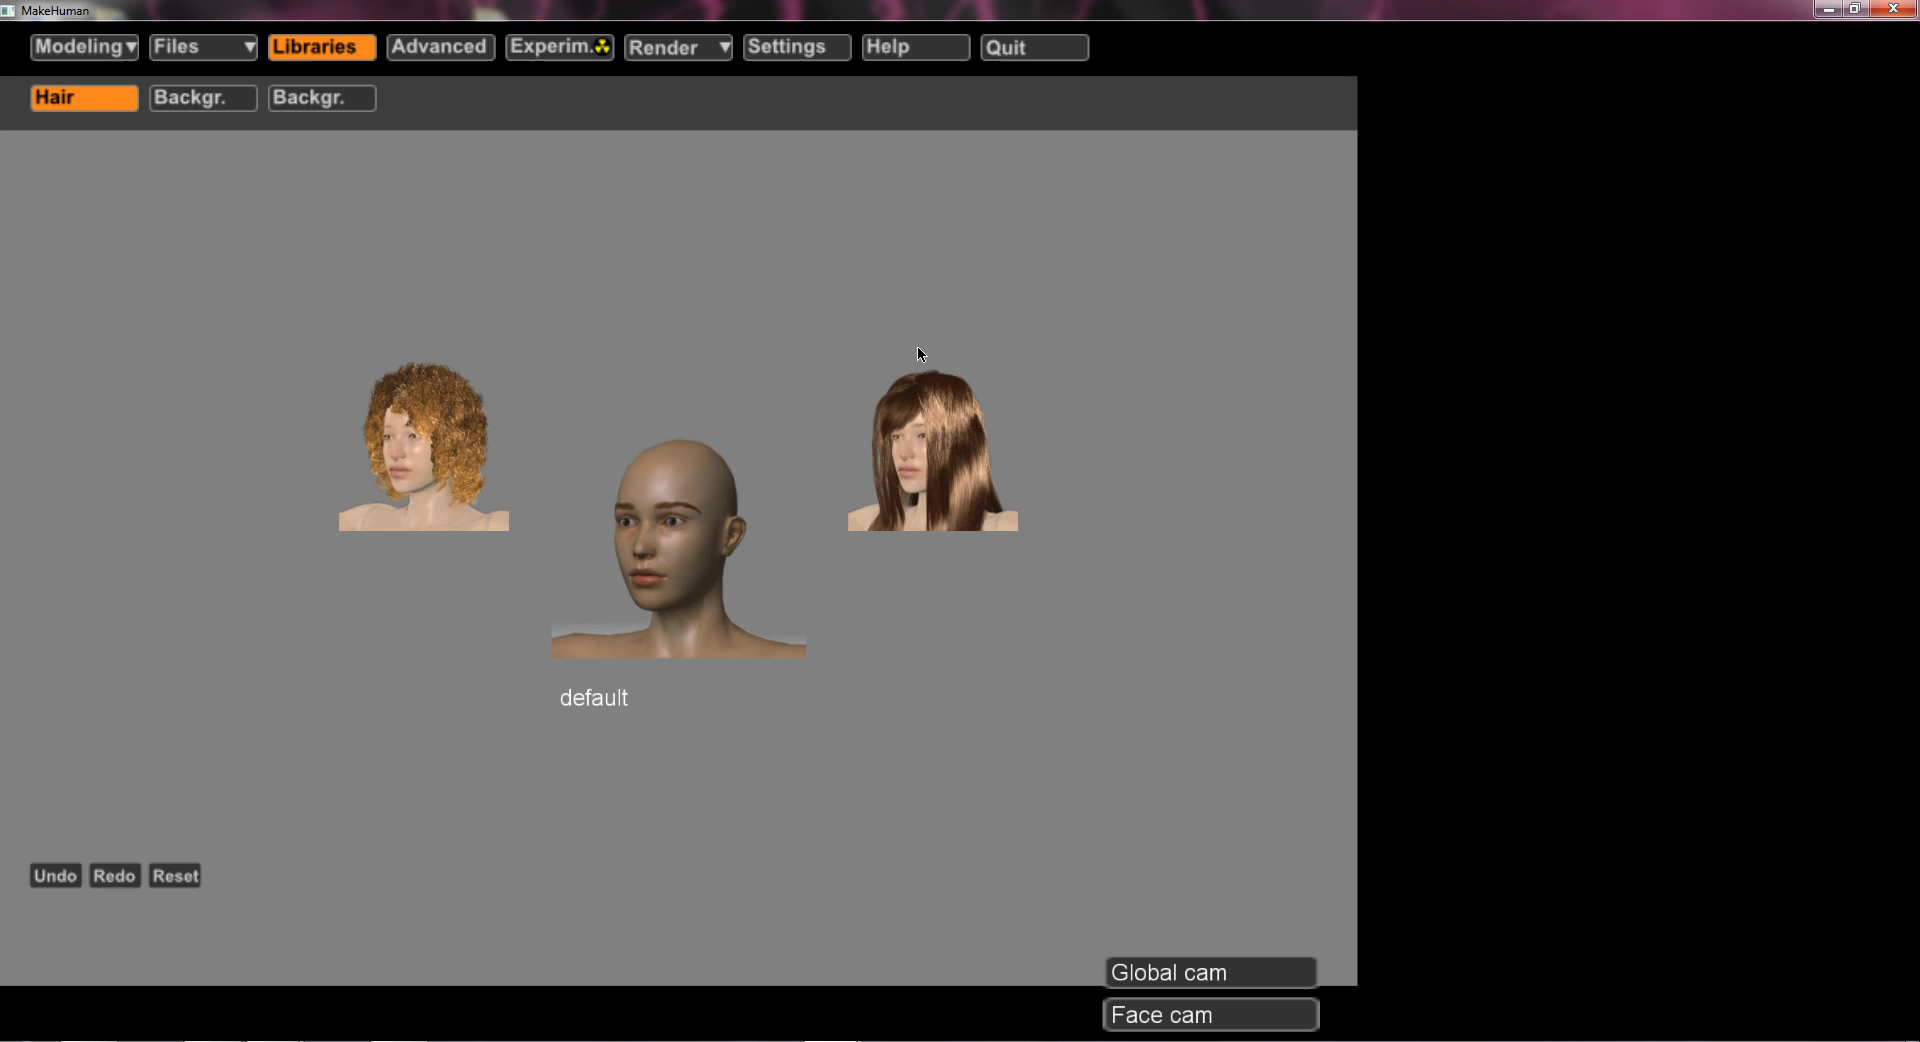 MakeHuman
Modeling Files Libraries Advanced Experim. Render Settings Help Quit
Hair Backgr. Backgr.
default
Undo Redo Reset
Global cam
Face cam